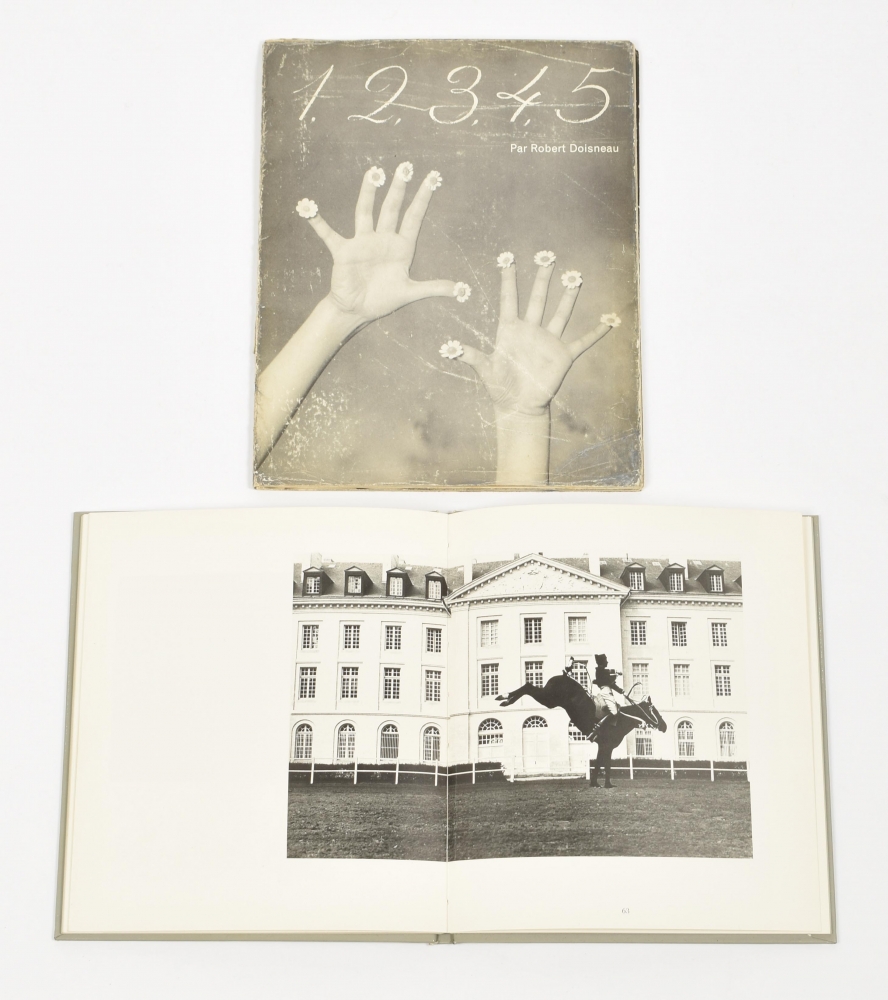 1, 2, 3, 4, 5
Par Robert Doisneau
63